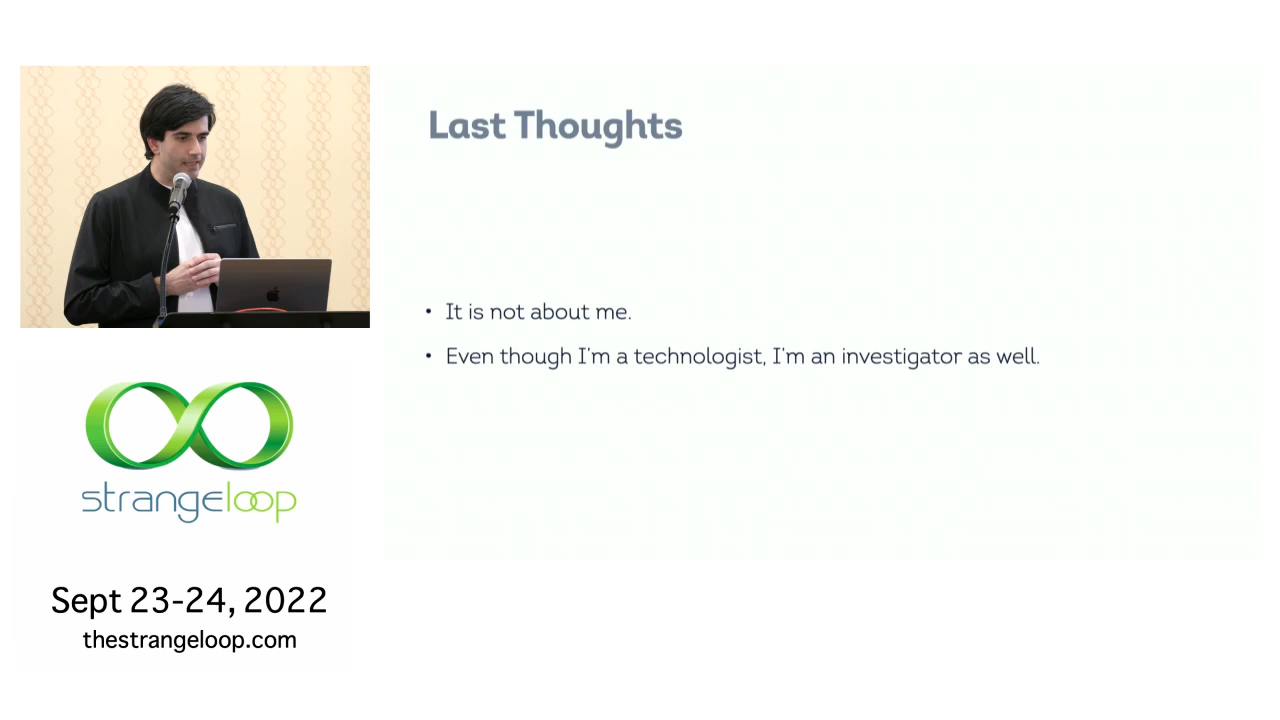 Last Thoughts
• It is not about me.
• Even though I'm a technologist, I'm an investigator as well.
strangeloop
Sept 23-24, 2022
thestrangeloop.com